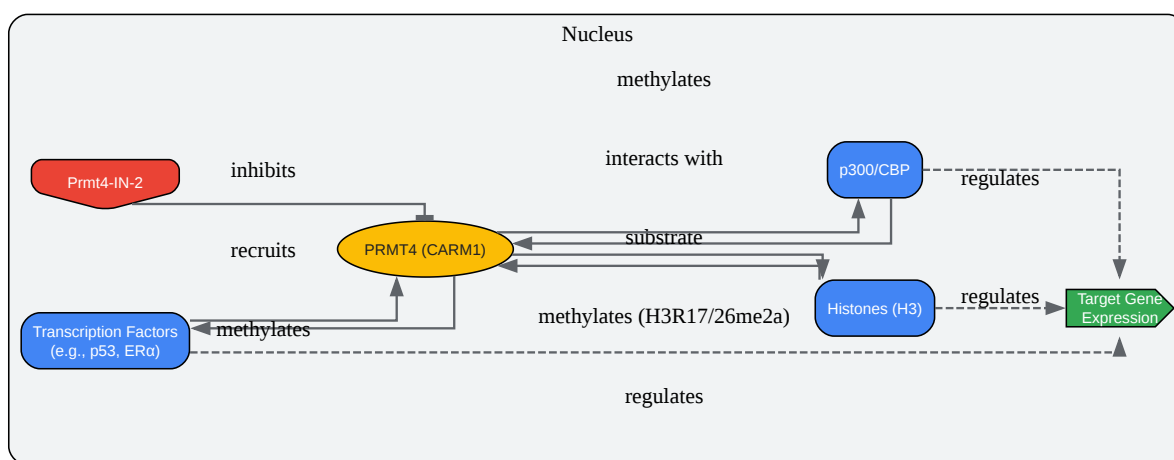 Nucleus
methylates
interacts with
inhibits
Prmt4-IN-2
p300/CBP
regulates
recruits
PRMT4 (CARM1)
substrate
Transcription Factors
(e.g., p53, ERα)
methylates
methylates (H3R17/26me2a)
Histones (H3)
regulates
Target Gene
Expression
regulates